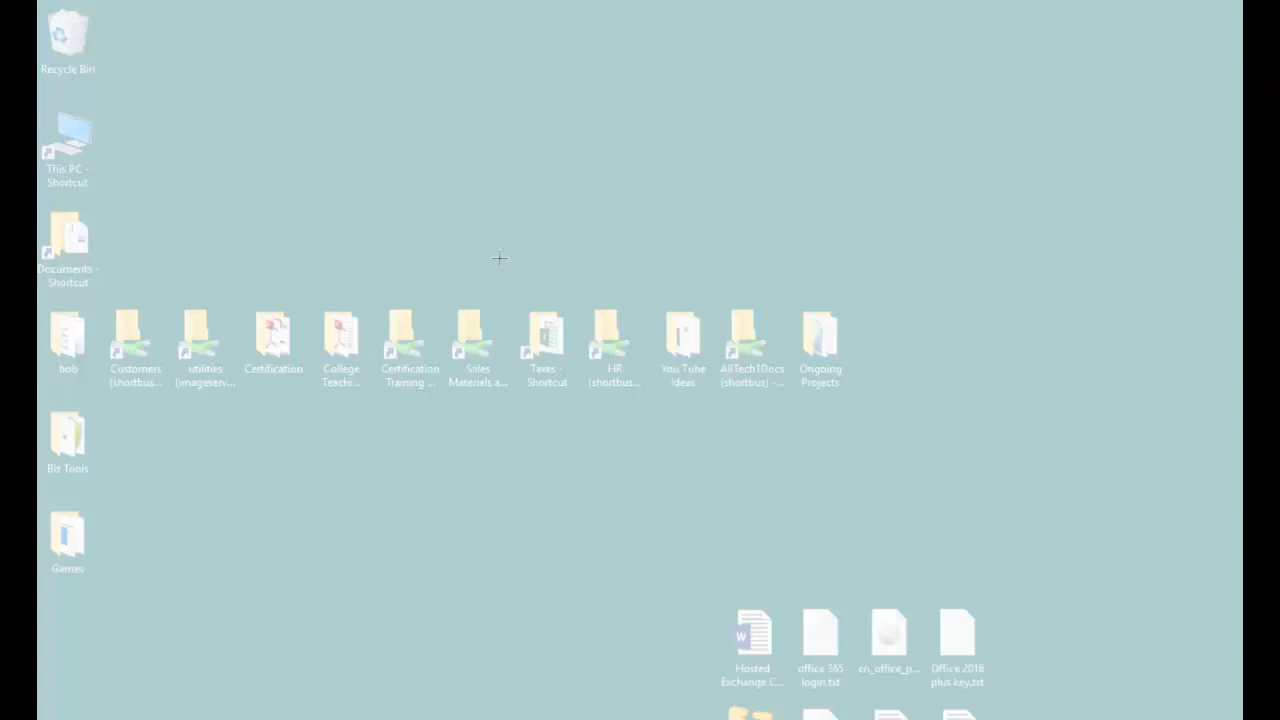 Recycle Bin
This PC -
Shortcut
Documents -
Shortcut
bob
Customers
(shortbus...
utilities
(imageserv...
Certification
College
Teachi...
Certification
Training ...
Sales
Materials a...
Taxes -
Shortcut
HR
(shortbus...
You Tube
Ideas
AllTech1Docs
(shortbus) -...
Ongoing
Projects
Biz Tools
Games
Hosted
Exchange C...
office 365
login.txt
en_office_p...
Office 2016
plus key.txt